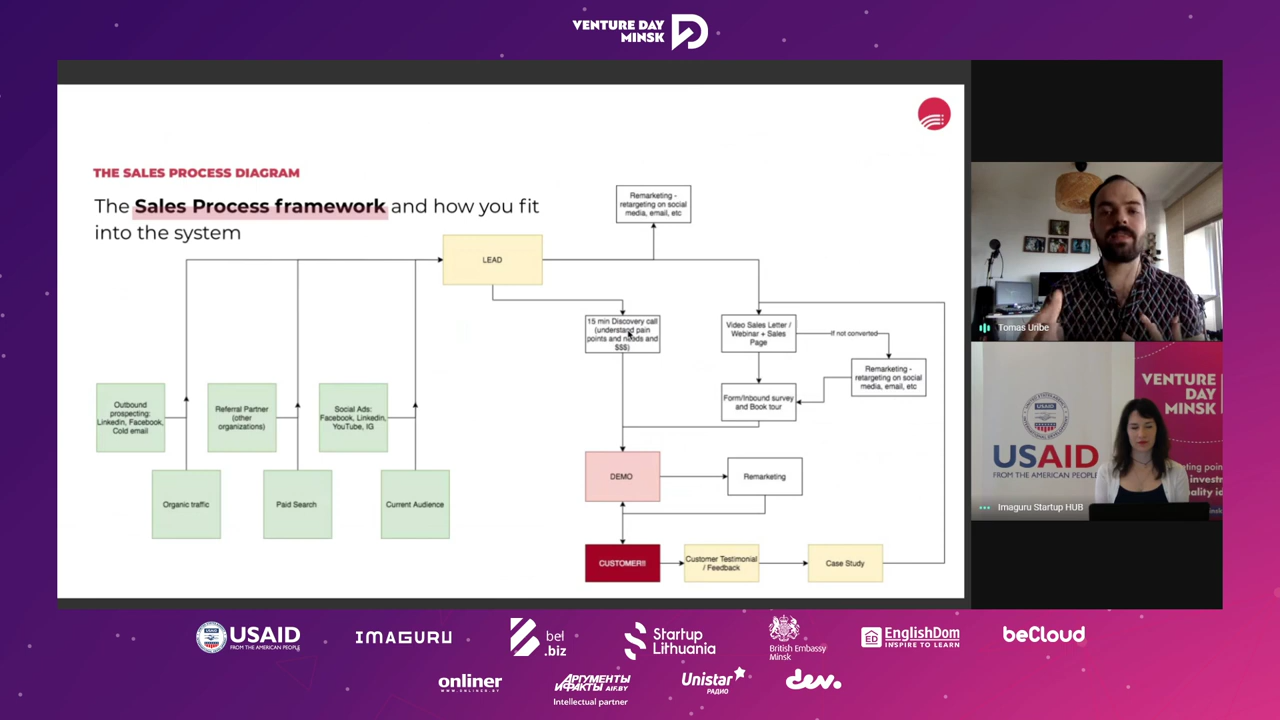 VENTURE DAY
MINSK
THE SALES PROCESS DIAGRAM
The Sales Process framework and how you fit
into the system
Remarketing -
retargeting on social
media, email, etc
LEAD
15 min Discovery call
(understand pain
points and needs and
$$$)
Video Sales Letter /
Webinar + Sales
Page
If not converted
Remarketing -
retargeting on social
media, email, etc
Form/Inbound survey
and Book tour
Outbound
prospecting:
Linkedin, Facebook,
Cold email
Referral Partner
(other
organizations)
Social Ads:
Facebook, Linkedin,
YouTube, IG
Organic traffic
Paid Search
Current Audience
DEMO
Remarketing
CUSTOMER!!
Customer Testimonial
/ Feedback
Case Study
Tomas Uribe
VENTURE
DAY
MINSK
USAID
FROM THE AMERICAN PEOPL
Imaguru Startup HUB
USAID
FROM THE AMERICAN PEOPLE
IMAGURU
bel
.biz
Startup
Lithuania
British Embassy
Minsk
ED EnglishDom
INSPIRE TO LEARN
beCloud
onliner
WWW.ONLINER.BY
АРГУМЕНТЫ
И ФАКТЫ AIF.BY
Intellectual partner
Unistar
РАДИО
dev.